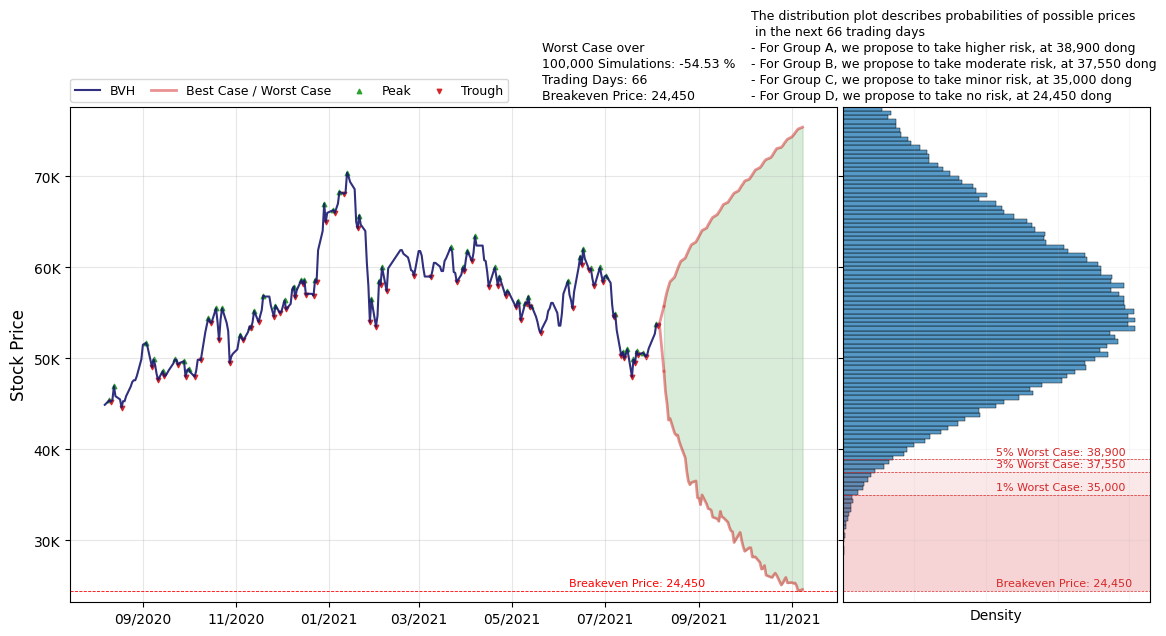 The distribution plot describes probabilities of possible prices
in the next 66 trading days
- For Group A, we propose to take higher risk, at 38,900 dong
- For Group B, we propose to take moderate risk, at 37,550 dong
- For Group C, we propose to take minor risk, at 35,000 dong
- For Group D, we propose to take no risk, at 24,450 dong
Worst Case over
100,000 Simulations: -54.53 %
Trading Days: 66
Breakeven Price: 24,450
BVH
Best Case / Worst Case
Peak
Trough
Stock Price
70K
60K
50K
40K
30K
Breakeven Price: 24,450
09/2020
11/2020
01/2021
03/2021
05/2021
07/2021
09/2021
11/2021
5% Worst Case: 38,900
3% Worst Case: 37,550
1% Worst Case: 35,000
Breakeven Price: 24,450
Density